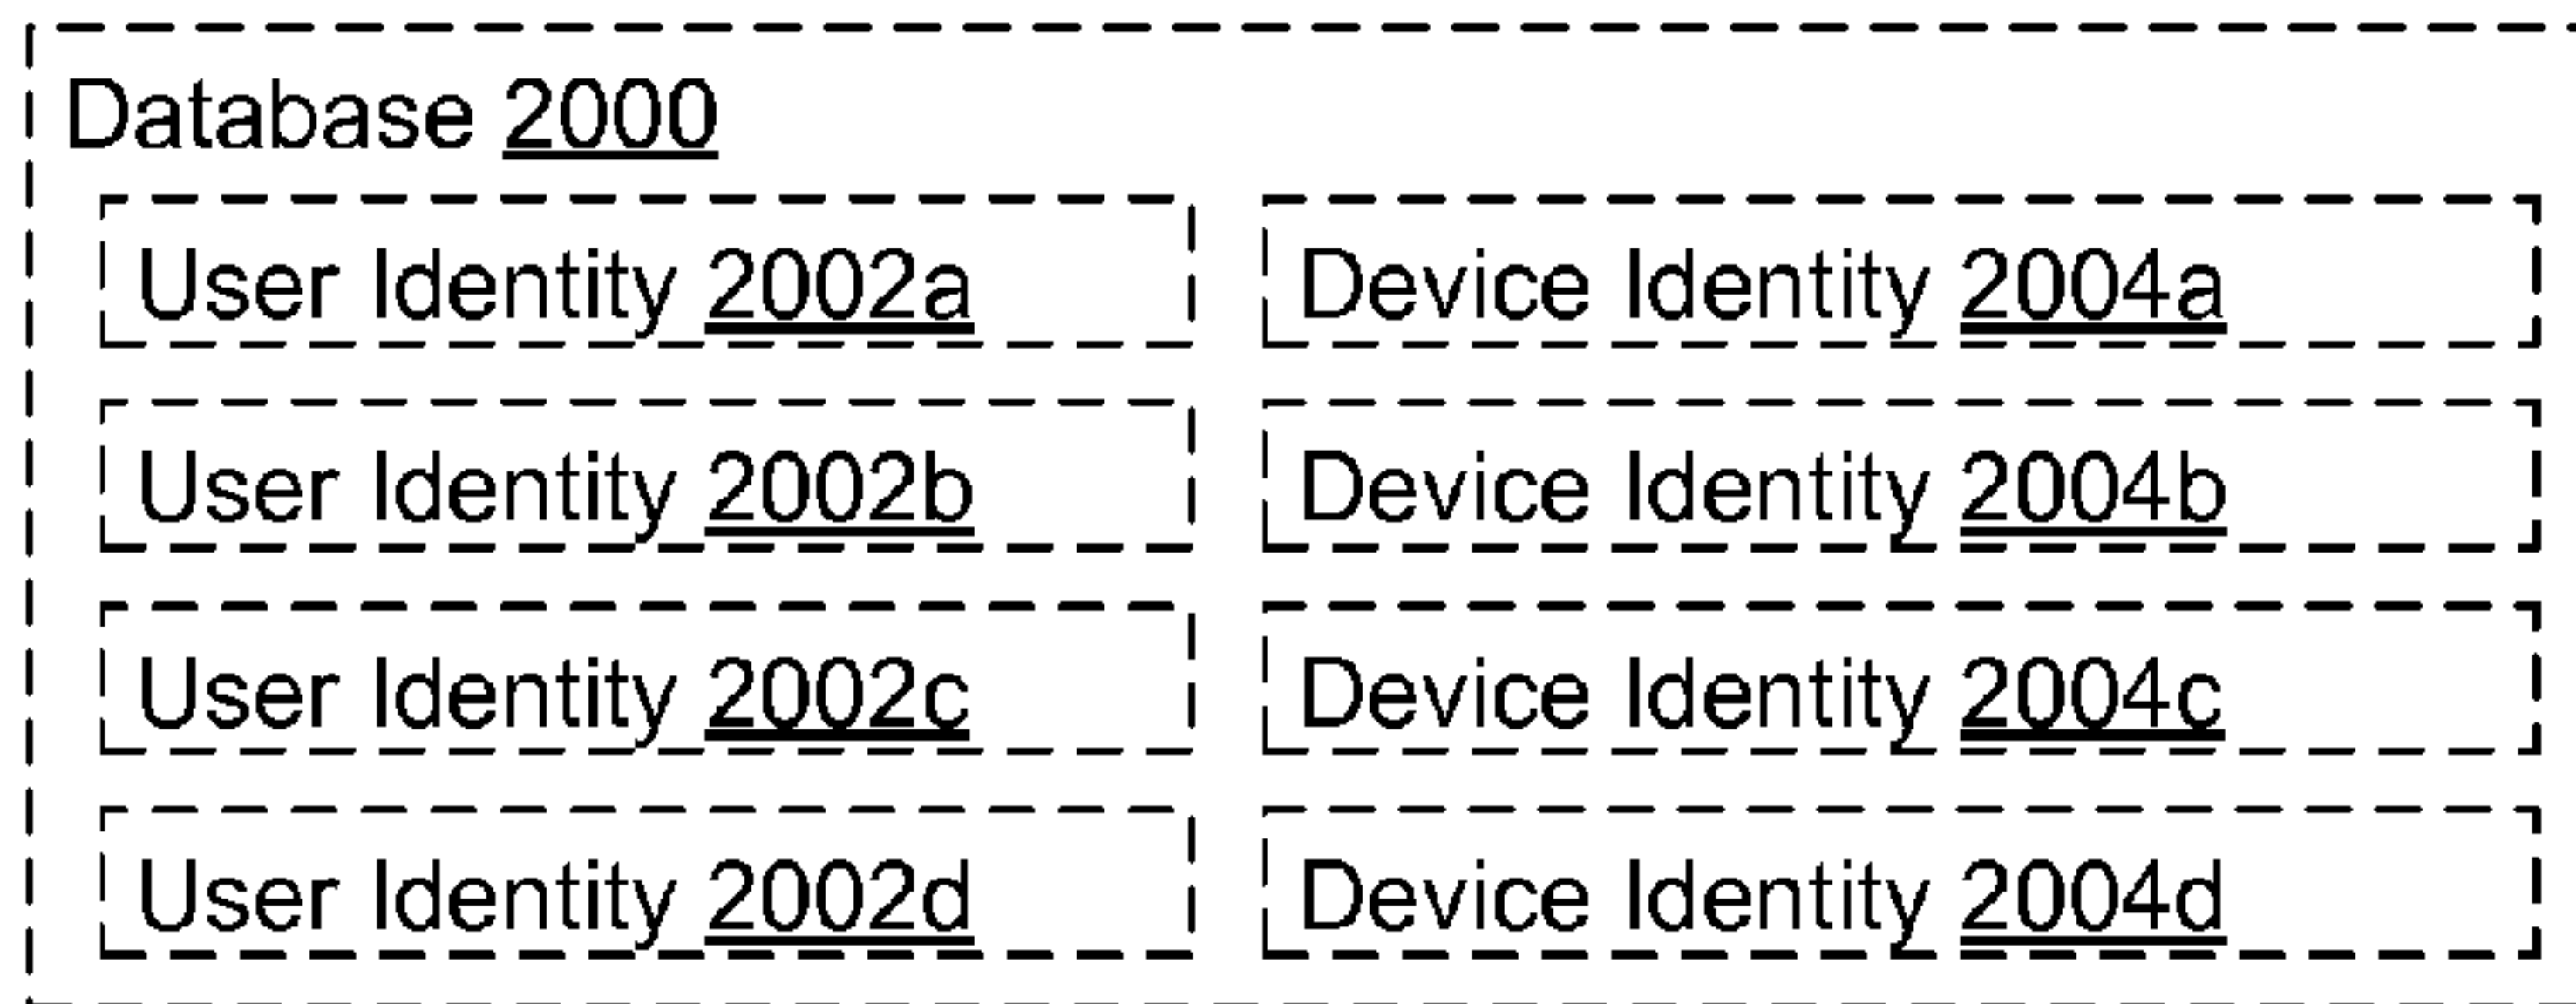 Database 2000
User Identity 2002a Device Identity 2004a
User Identity 2002b Device Identity 2004b
User Identity 2002c Device Identity 2004c
User Identity 2002d Device Identity 2004d